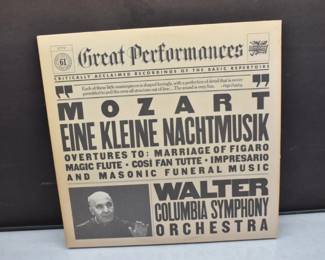 61
Great Performances
CRITICALLY ACCLAIMED RECORDINGS OF THE BASIC REPERTOIRE
MOZART
EINE KLEINE NACHTMUSIK
OVERTURES TO: MARRIAGE OF FIGARO
MAGIC FLUTE • COSI FAN TUTTE • IMPRESARIO
AND MASONIC FUNERAL MUSIC
WALTER
COLUMBIA SYMPHONY
ORCHESTRA